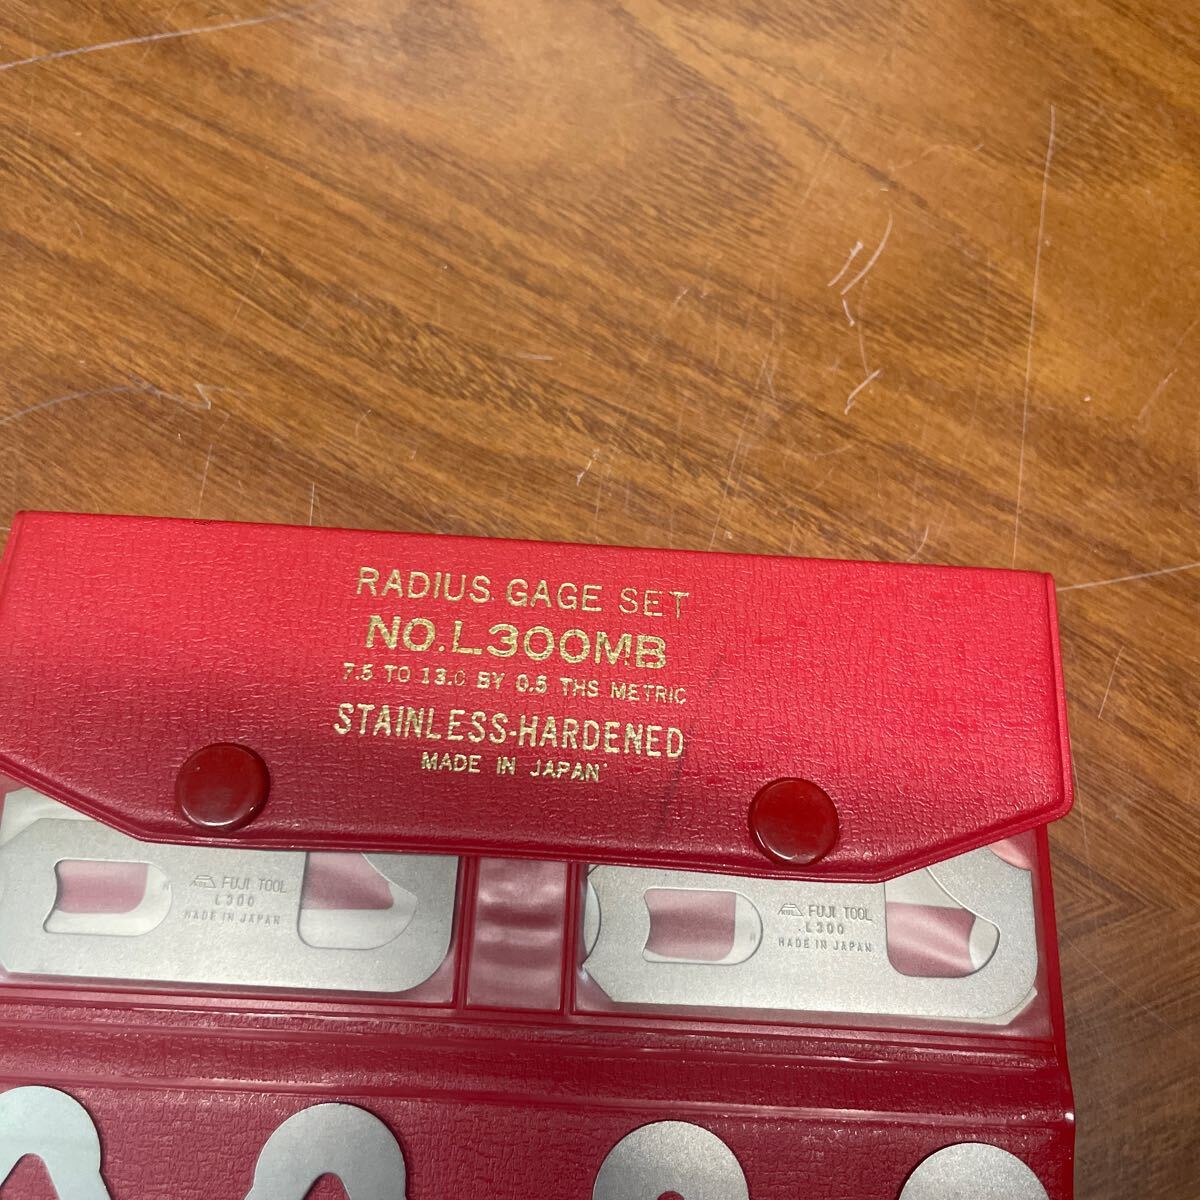 RADIUS GAGE SET
NO.L300MB
7.5 TO 13.0 BY 0.5 THS METRIC
STAINLESS-HARDENED
MADE IN JAPAN
FUJI TOOL
L300
MADE IN JAPAN
FUJI TOOL
L300
MADE IN JAPAN